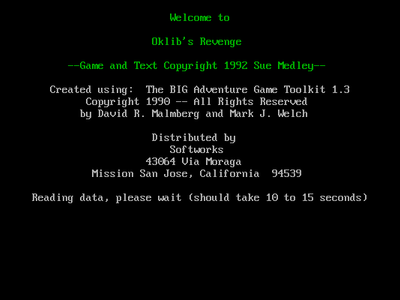 Welcome to
Oklib's Revenge
--Game and Text Copyright 1992 Sue Medley--
Created using:  The BIG Adventure Game Toolkit 1.3
Copyright 1990 -- All Rights Reserved
by David R. Malmberg and Mark J. Welch
Distributed by
Softworks
43064 Via Moraga
Mission San Jose, California  94539
Reading data, please wait (should take 10 to 15 seconds)